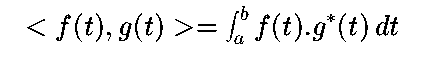 < f(t), g(t) >= ∫_a^b f(t).g*(t) dt